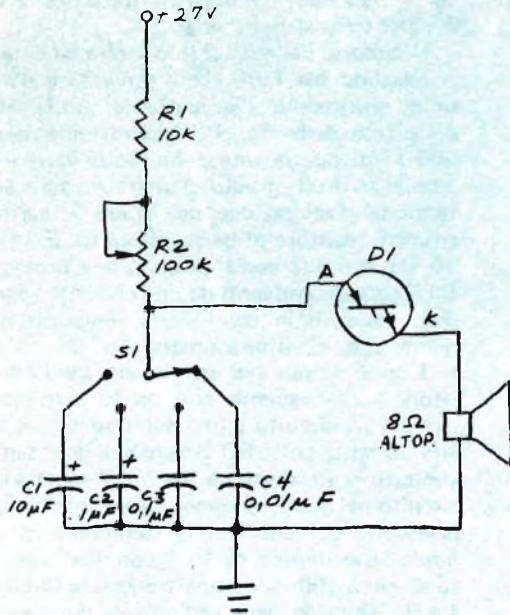 + 27V
R1
10K
R2
100K
D1
A
K
S1
8Ω
ALTOP.
C1
10µF
C2
.1µF
C3
0,1µF
C4
0,01µF